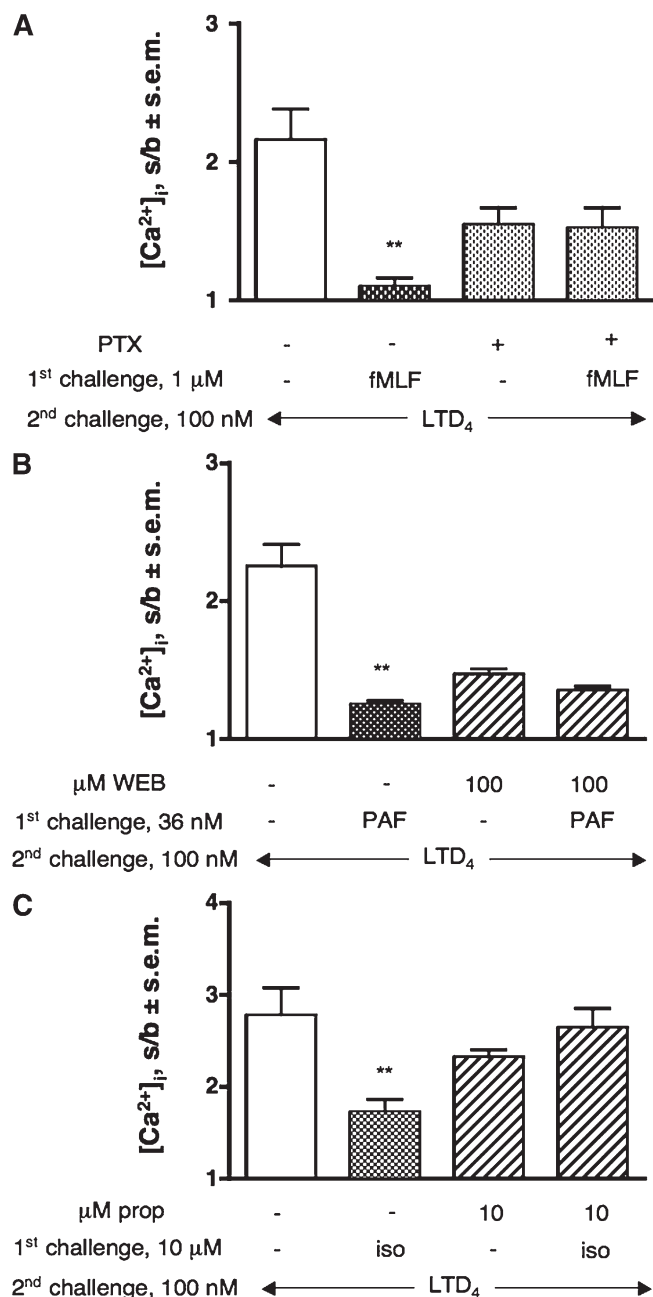 A
[Ca²⁺]ᵢ, s/b ± s.e.m.
3
2
**
1
PTX - - + +
1ˢᵗ challenge, 1 μM - fMLF - fMLF
2ⁿᵈ challenge, 100 nM LTD₄
B
[Ca²⁺]ᵢ, s/b ± s.e.m.
3
2
**
1
μM WEB - - 100 100
1ˢᵗ challenge, 36 nM - PAF - PAF
2ⁿᵈ challenge, 100 nM LTD₄
C
[Ca²⁺]ᵢ, s/b ± s.e.m.
4
3
2
**
1
μM prop - - 10 10
1ˢᵗ challenge, 10 μM - iso - iso
2ⁿᵈ challenge, 100 nM LTD₄